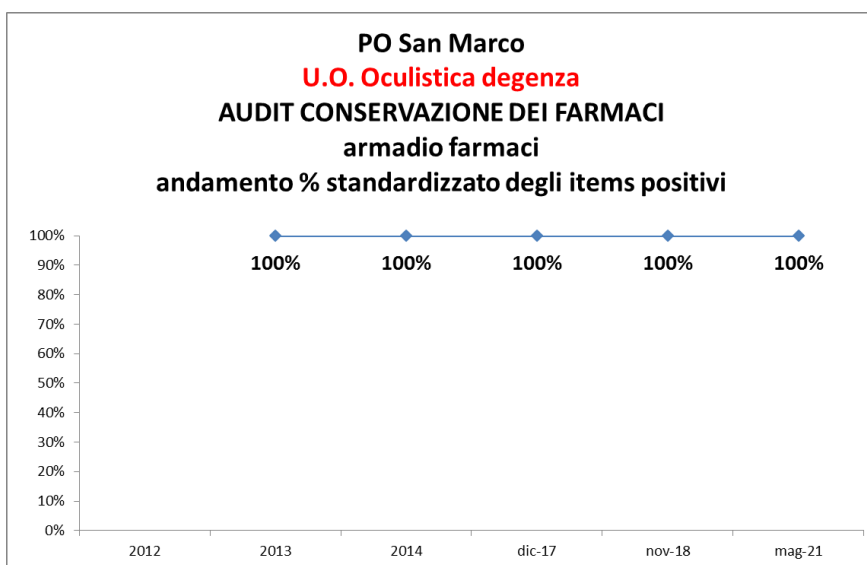 PO San Marco
U.O. Oculistica degenza
AUDIT CONSERVAZIONE DEI FARMACI
armadio farmaci
andamento % standardizzato degli items positivi
100%
90%
80%
70%
60%
50%
40%
30%
20%
10%
0%
100% 100% 100% 100% 100%
2012 2013 2014 dic-17 nov-18 mag-21